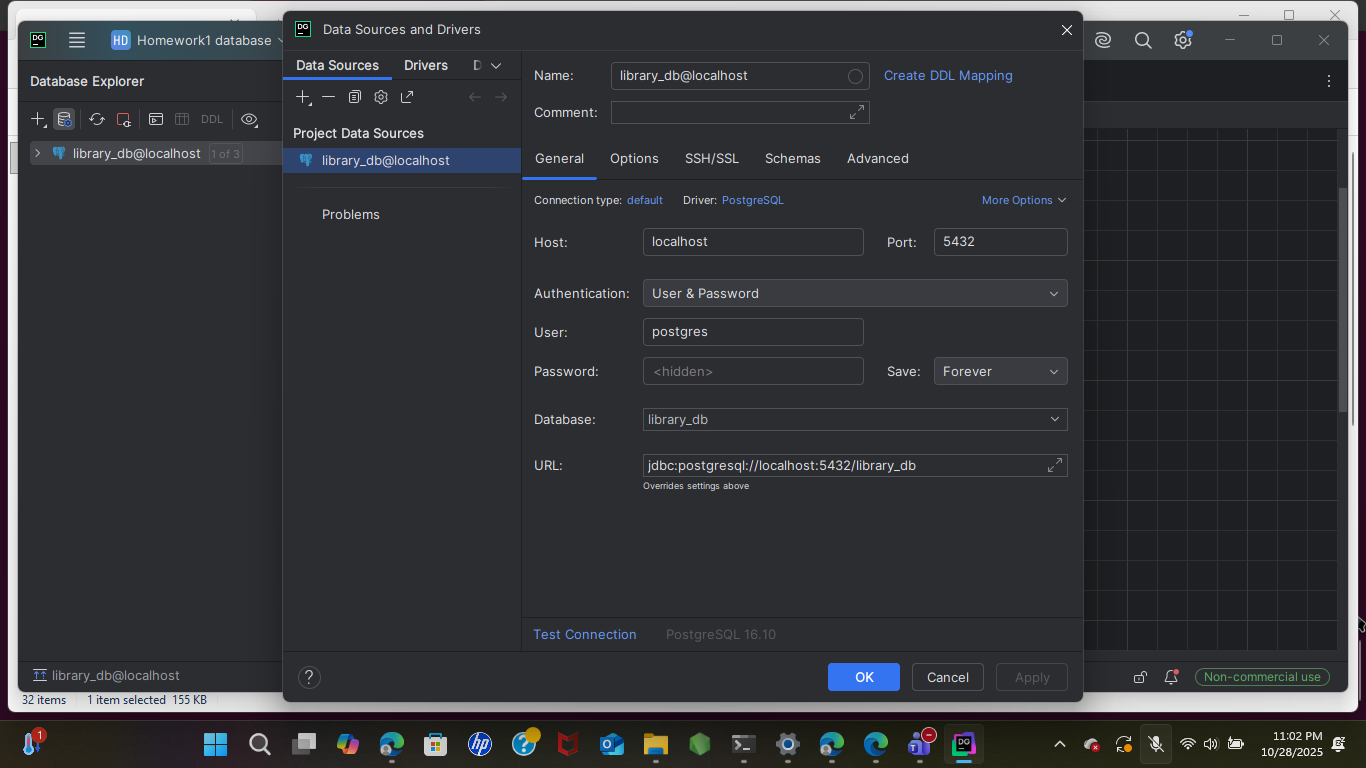 DG
Data Sources and Drivers
DG
HD Homework1 database
Data Sources Drivers D
Name: library_db@localhost Create DDL Mapping
Database Explorer
Comment:
DDL
Project Data Sources
library_db@localhost 1 of 3
library_db@localhost
General Options SSH/SSL Schemas Advanced
Connection type: default Driver: PostgreSQL More Options
Problems
Host: localhost Port: 5432
Authentication: User & Password
User: postgres
Password: <hidden> Save: Forever
Database: library_db
URL: jdbc:postgresql://localhost:5432/library_db
Overrides settings above
Test Connection PostgreSQL 16.10
library_db@localhost
? OK Cancel Apply
Non-commercial use
32 items 1 item selected 155 KB
1
hp
?
DG
11:02 PM
10/28/2025